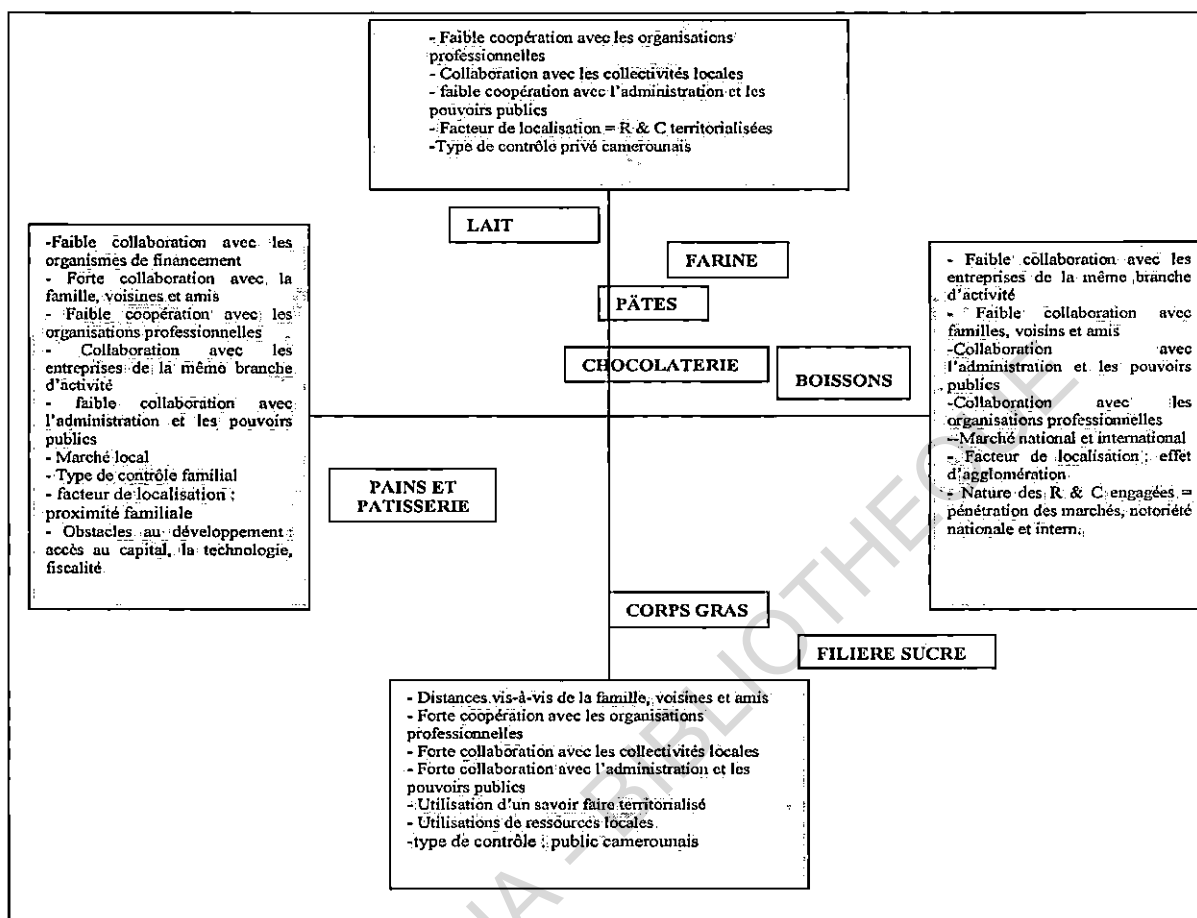 - Faible coopération avec les organisations
professionnelles
- Collaboration avec les collectivités locales
- faible coopération avec l'administration et les
pouvoirs publics
- Facteur de localisation = R & C territorialisées
-Type de contrôle privé camerounais
LAIT
FARINE
PÄTES
CHOCOLATERIE
BOISSONS
-Faible collaboration avec les
organismes de financement
- Forte collaboration avec la
famille, voisines et amis
- Faible coopération avec les
organisations professionnelles
- Collaboration avec les
entreprises de la même branche
d'activité
- faible collaboration avec
l'administration et les pouvoirs
publics
- Marché local
- Type de contrôle familial
- facteur de localisation :
proximité familiale
- Obstacles au développement :
accès au capital, la technologie,
fiscalité
- Faible collaboration avec les
entreprises de la même branche
d'activité
- Faible collaboration avec
familles, voisins et amis
-Collaboration avec
l'administration et les pouvoirs
publics
-Collaboration avec les
organisations professionnelles
-Marché national et international
- Facteur de localisation : effet
d'agglomération
- Nature des R & C engagées =
pénétration des marchés, notoriété
nationale et intern.
PAINS ET
PATISSERIE
CORPS GRAS
FILIERE SUCRE
- Distances vis-à-vis de la famille, voisines et amis
- Forte coopération avec les organisations
professionnelles
- Forte collaboration avec les collectivités locales
- Forte collaboration avec l'administration et les
pouvoirs publics
- Utilisation d'un savoir faire territorialisé
- Utilisations de ressources locales
-type de contrôle : public camerounais
- BIBLIOTHEQUE